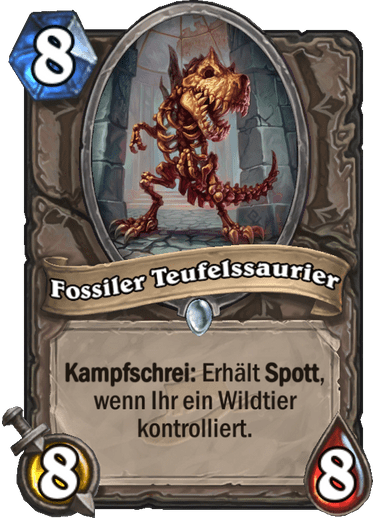 8
Fossiler Teufelssaurier
Kampfschrei: Erhält Spott,
wenn Ihr ein Wildtier
kontrolliert.
8
8